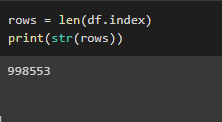 rows = len(df.index)
print(str(rows))
998553